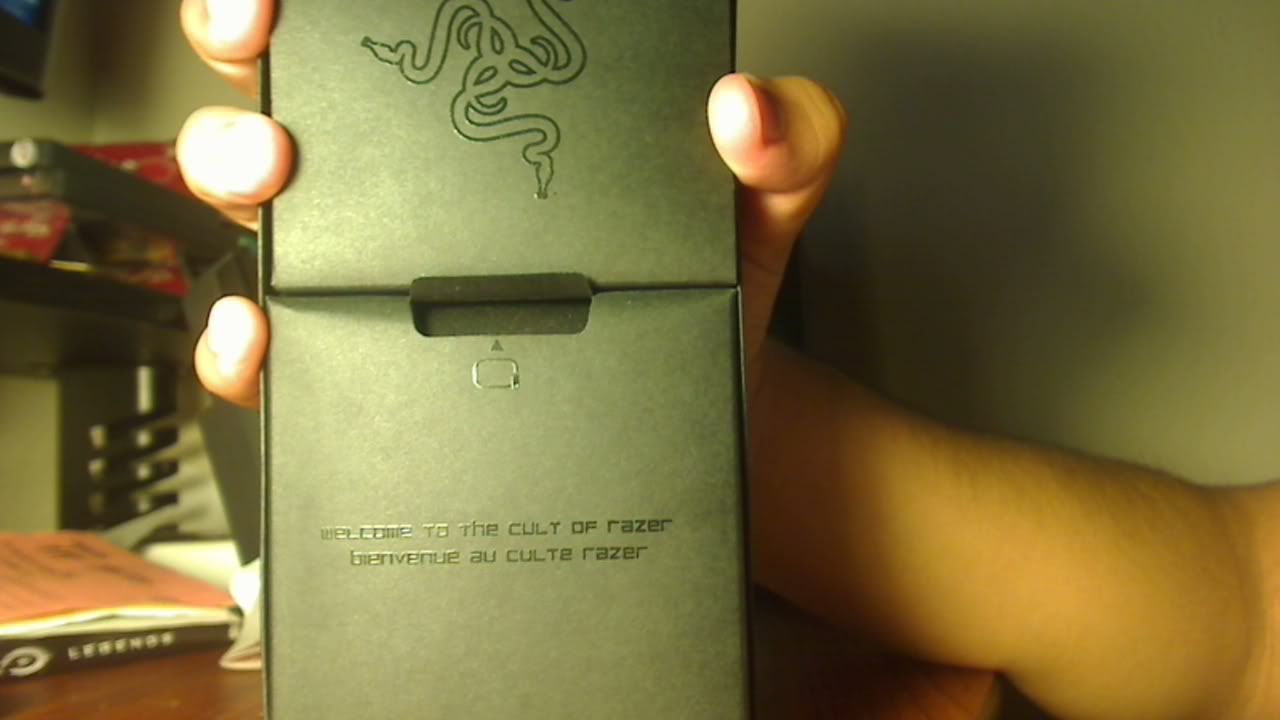 WELCOME TO THE CULT OF RAZER
BIENVENUE AU CULTE RAZER
LEGENDS